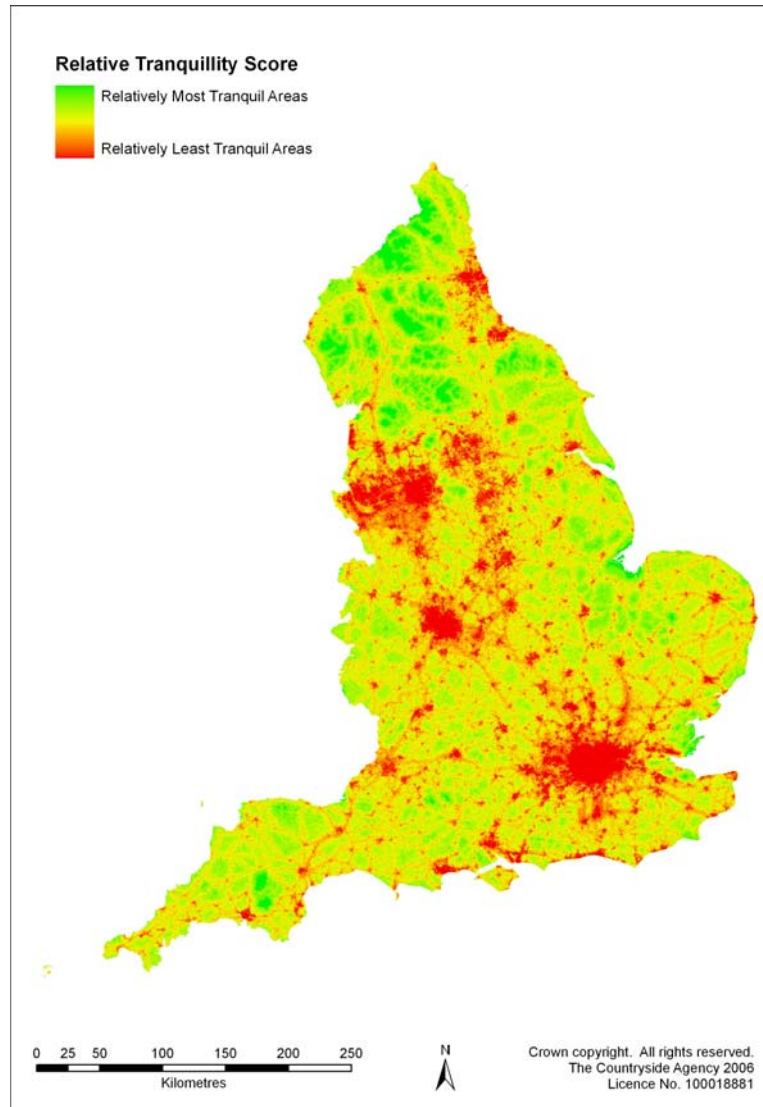 Relative Tranquillity Score
Relatively Most Tranquil Areas
Relatively Least Tranquil Areas
0 25 50 100 150 200 250
Kilometres
N
Crown copyright. All rights reserved.
The Countryside Agency 2006
Licence No. 100018881